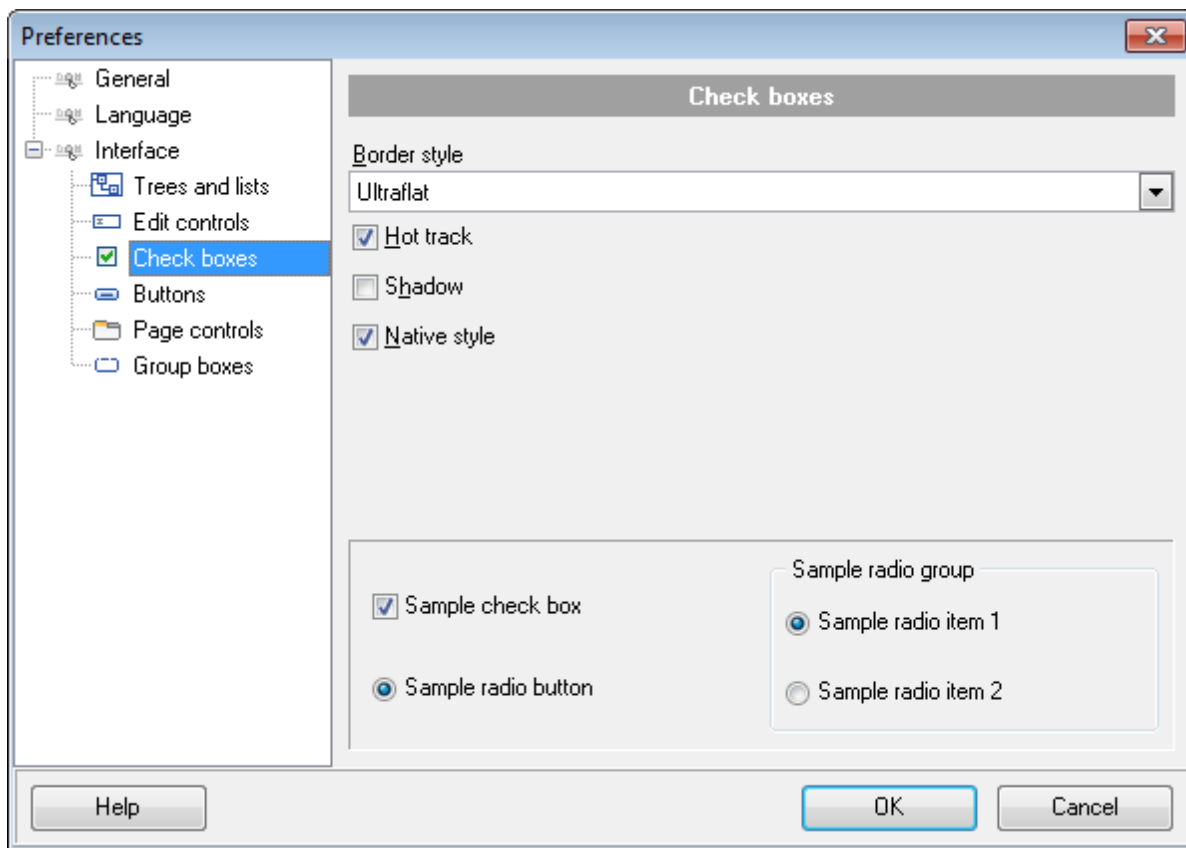 Preferences
General
Language
Interface
Trees and lists
Edit controls
Check boxes
Buttons
Page controls
Group boxes
Check boxes
Border style
Ultraflat
Hot track
Shadow
Native style
Sample check box
Sample radio button
Sample radio group
Sample radio item 1
Sample radio item 2
Help
OK
Cancel